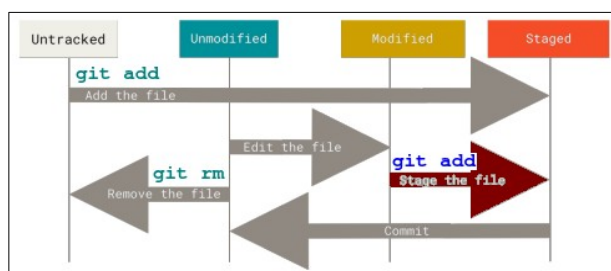 Untracked
Unmodified
Modified
Staged
git add
Add the file
Edit the file
git add
git rm
Stage the file
Remove the file
Commit